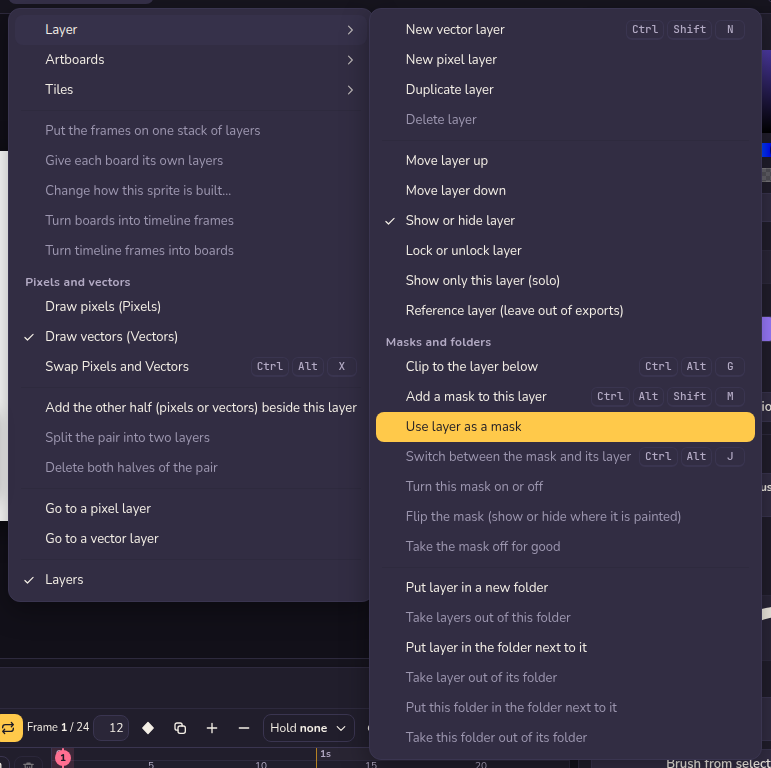 Layer
Artboards
Tiles
Put the frames on one stack of layers
Give each board its own layers
Change how this sprite is built...
Turn boards into timeline frames
Turn timeline frames into boards
Pixels and vectors
Draw pixels (Pixels)
Draw vectors (Vectors)
Swap Pixels and Vectors Ctrl Alt X
Add the other half (pixels or vectors) beside this layer
Split the pair into two layers
Delete both halves of the pair
Go to a pixel layer
Go to a vector layer
Layers
New vector layer Ctrl Shift N
New pixel layer
Duplicate layer
Delete layer
Move layer up
Move layer down
Show or hide layer
Lock or unlock layer
Show only this layer (solo)
Reference layer (leave out of exports)
Masks and folders
Clip to the layer below Ctrl Alt G
Add a mask to this layer Ctrl Alt Shift M
Use layer as a mask
Switch between the mask and its layer Ctrl Alt J
Turn this mask on or off
Flip the mask (show or hide where it is painted)
Take the mask off for good
Put layer in a new folder
Take layers out of this folder
Put layer in the folder next to it
Take layer out of its folder
Put this folder in the folder next to it
Take this folder out of its folder
Frame 1 / 24 12 Hold none
1 5 10 1s 15 20
Brush from select